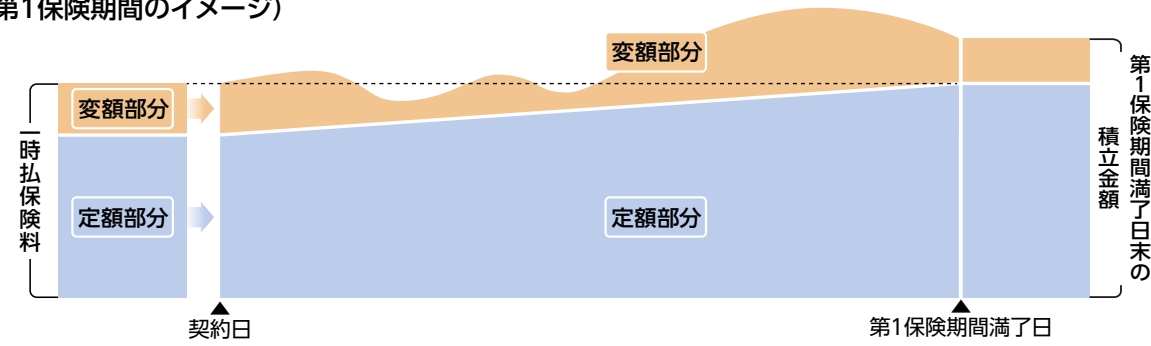 第1保険期間のイメージ）
変額部分
変額部分
定額部分
定額部分
一時払保険料
第1保険期間満了日末の
積立金額
契約日
第1保険期間満了日